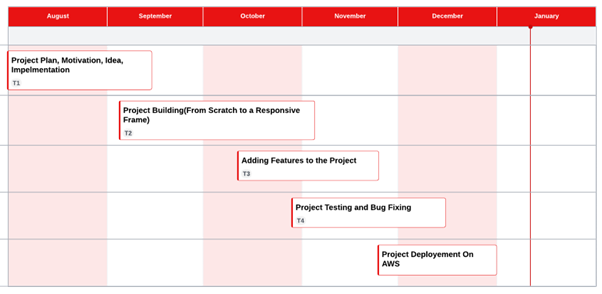 August September October November December January
Project Plan, Motivation, Idea,
Impelmentation
T1
Project Building(From Scratch to a Responsive
Frame)
T2
Adding Features to the Project
T3
Project Testing and Bug Fixing
T4
Project Deployement On
AWS